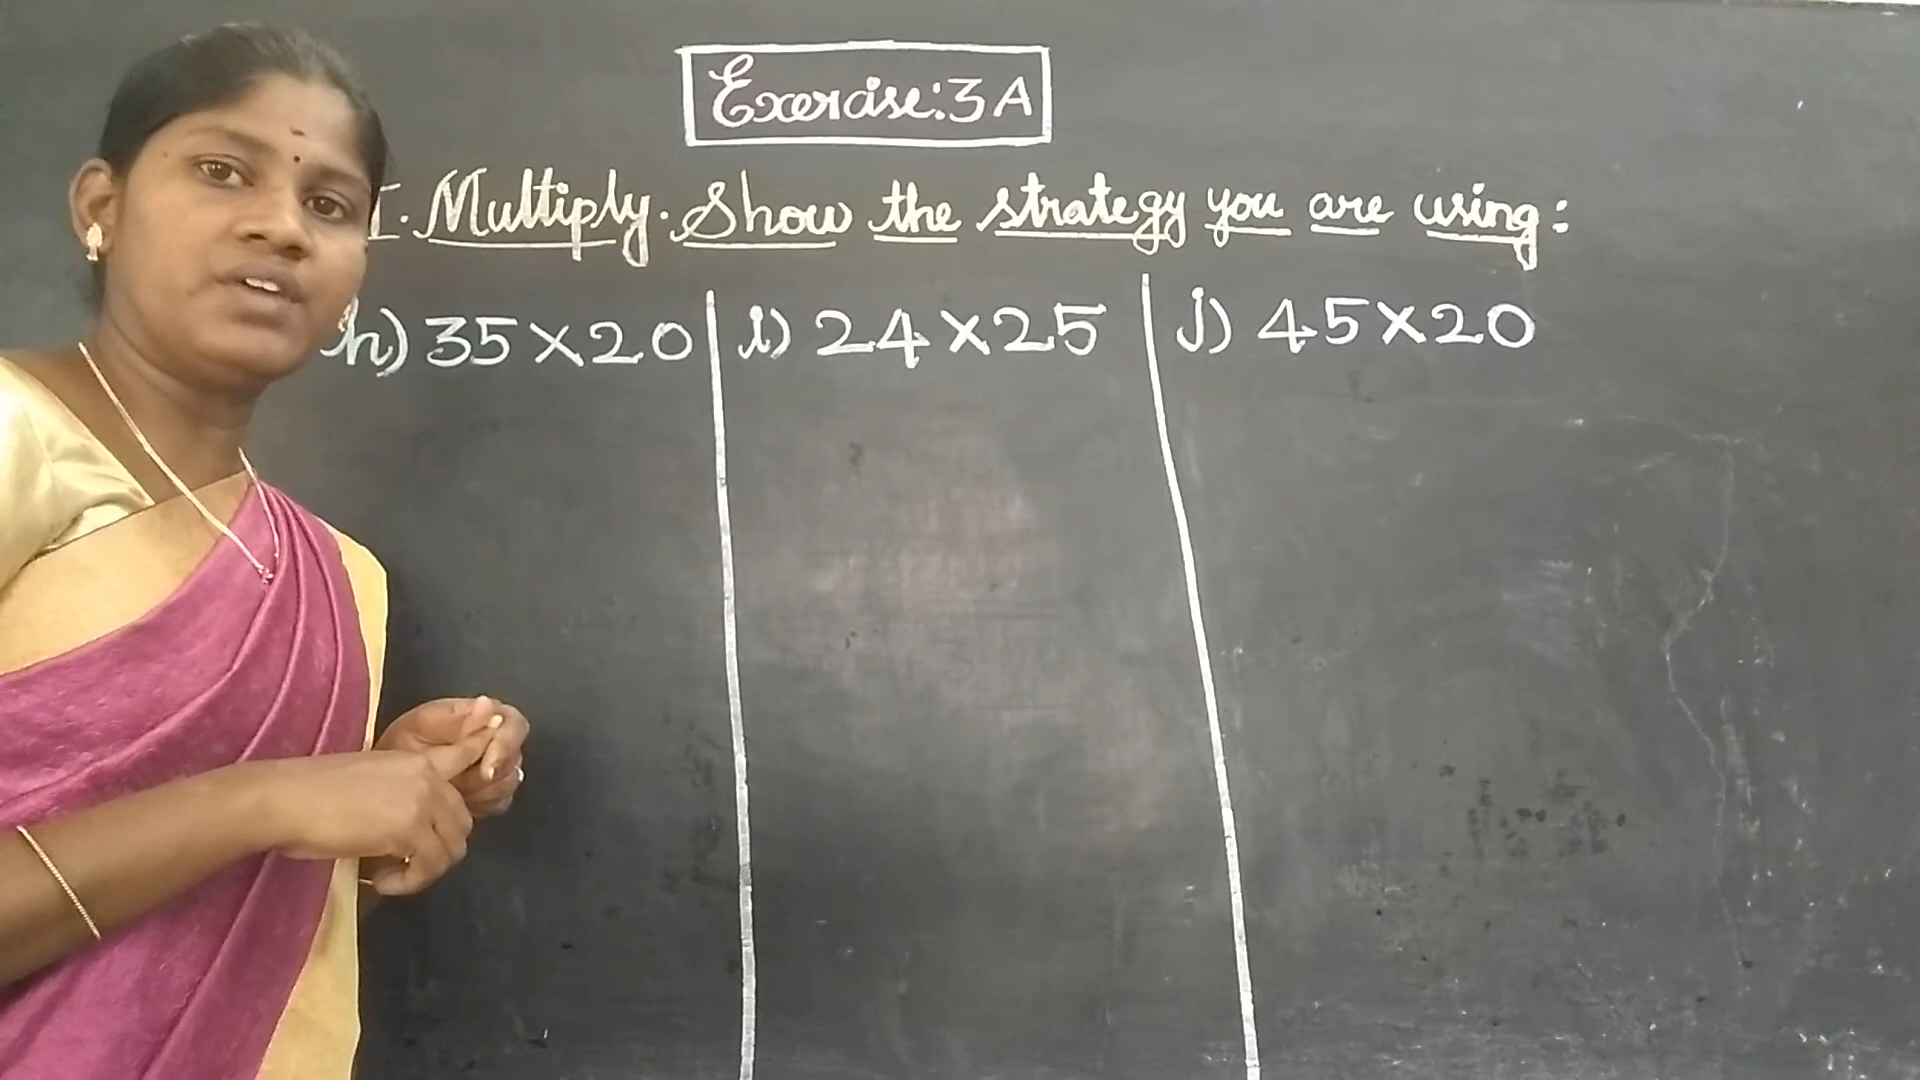 Exercise:3A
I. Multiply. Show the strategy you are using:
h) 35×20 i) 24×25 j) 45×20